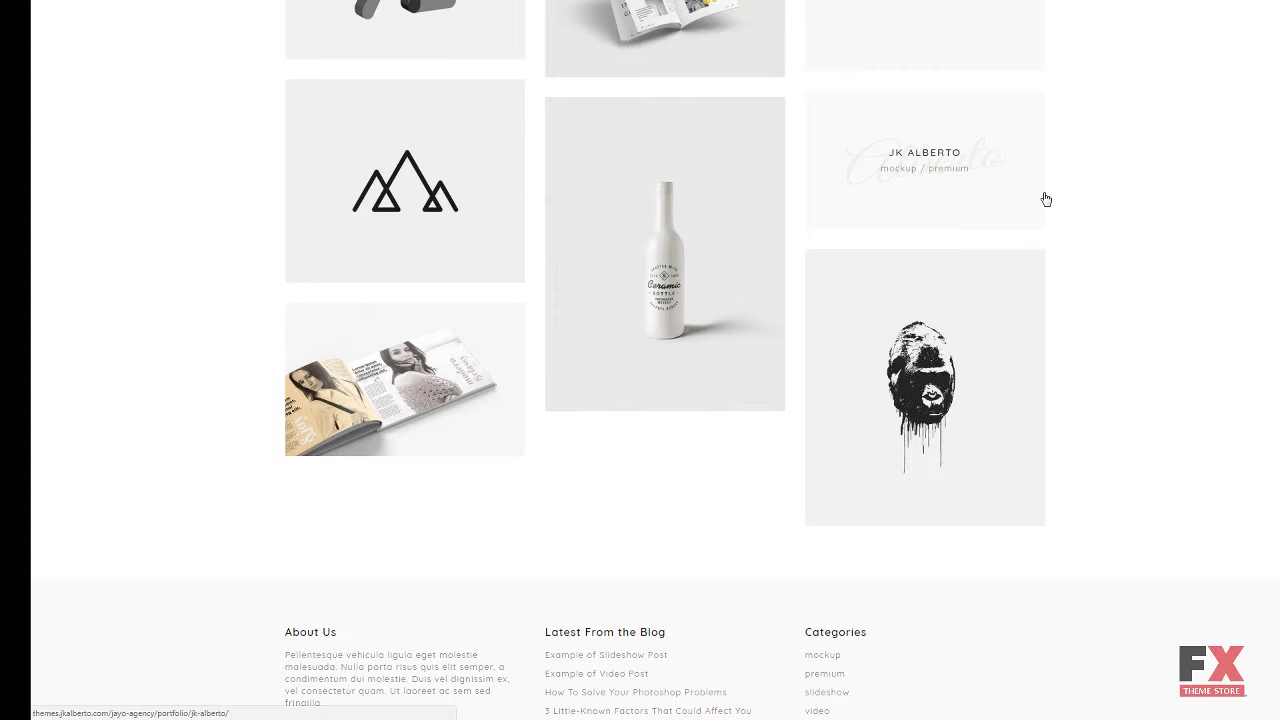 JK ALBERTO
mockup / premium
Ceramic
BOTTLE
About Us
Pellentesque vehicula ligula eget molestie
malesuada. Nulla porta risus quis elit semper, a
condimentum dui molestie. Duis vel dignissim ex,
vel consectetur quam. Ut laoreet ac sem sed
fringilla.
Latest From the Blog
Example of Slideshow Post
Example of Video Post
How To Solve Your Photoshop Problems
3 Little-Known Factors That Could Affect You
Categories
mockup
premium
slideshow
video
themes.jkalberto.com/jayo-agency/portfolio/jk-alberto/
FX
THEME STORE